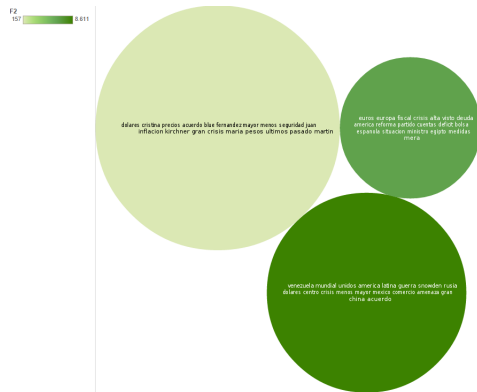 F2
157 8.611
dolares cristina precios acuerdo blue fernandez mayor menos seguridad juan
inflacion kirchner gran crisis maria pesos ultimos pasado martin
euros europa fiscal crisis alta visto deuda
america reforma partido cuentas deficit bolsa
espanola situacion ministro egipto medidas
mora
venezuela mundial unidos america latina guerra snowden rusia
dolares centro crisis menos mayor mexico comercio amenaza gran
china acuerdo